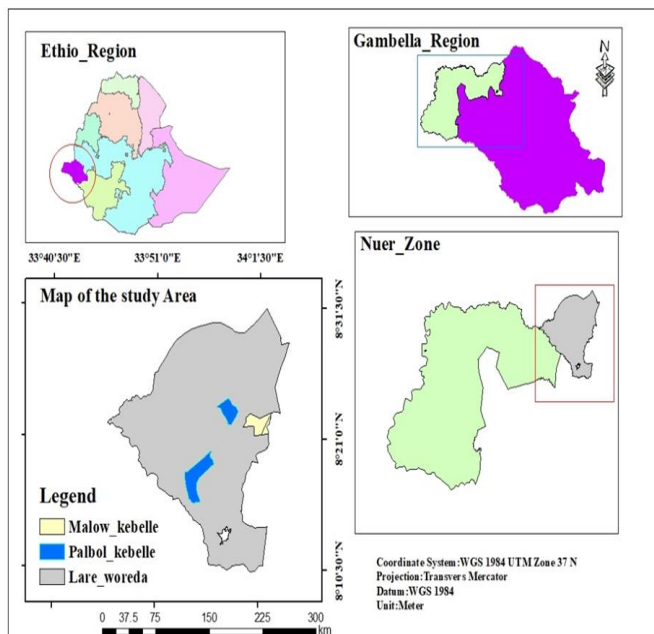 Ethio_Region
Gambella_Region
N
33°40'30"E 33°51'0"E 34°1'30"E
Nuer_Zone
Map of the study Area
8°31'30"N
8°21'0"N
8°10'30"N
Legend
Malow_kebelle
Palbol_kebelle
Lare_woreda
Coordinate System:WGS 1984 UTM Zone 37 N
Projection:Transvers Mercator
Datum:WGS 1984
Unit:Meter
0 37.5 75 150 225 300
km